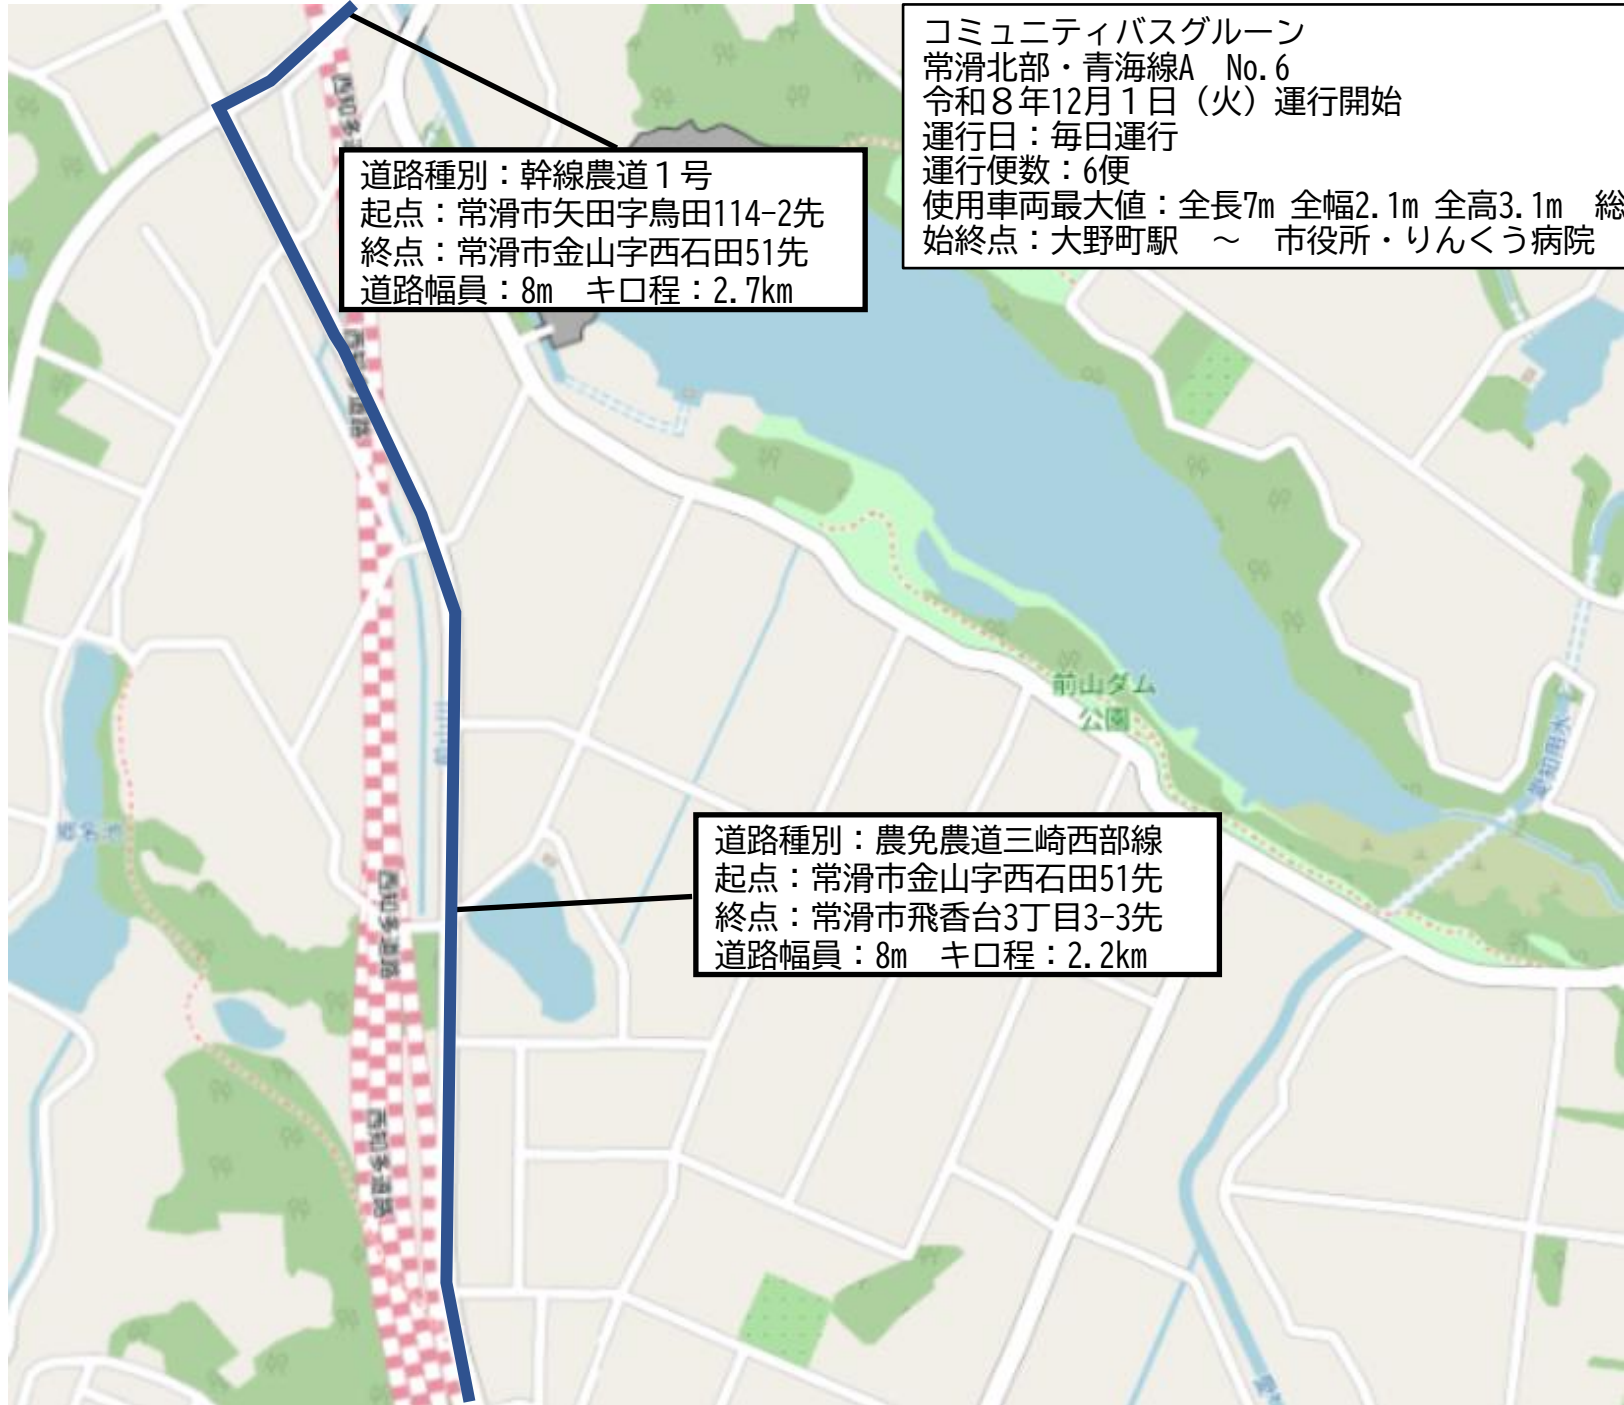 コミュニティバスグルーン
常滑北部・青海線A　No.6
令和８年12月１日（火）運行開始
運行日：毎日運行
運行便数：6便
使用車両最大値：全長7m 全幅2.1m 全高3.1m　総
始終点：大野町駅　～　市役所・りんくう病院
道路種別：幹線農道１号
起点：常滑市矢田字鳥田114-2先
終点：常滑市金山字西石田51先
道路幅員：8m　キロ程：2.7km
前山ダム
公園
前山川
愛知用水
道路種別：農免農道三崎西部線
起点：常滑市金山字西石田51先
終点：常滑市飛香台3丁目3-3先
道路幅員：8m　キロ程：2.2km
西知多道路
西知多道路